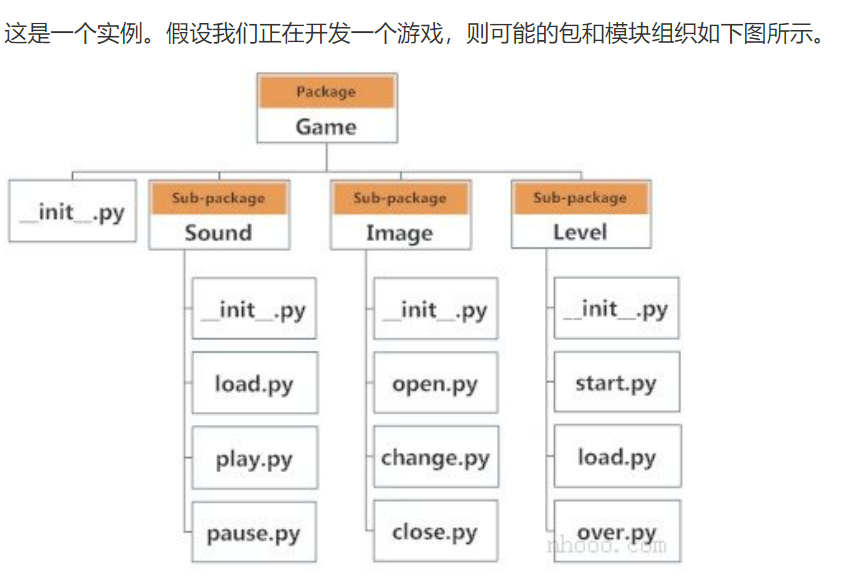 这是一个实例。假设我们正在开发一个游戏，则可能的包和模块组织如下图所示。
Package
Game
__init__.py
Sub-package
Sound
Sub-package
Image
Sub-package
Level
__init__.py
load.py
play.py
pause.py
__init__.py
open.py
change.py
close.py
__init__.py
start.py
load.py
over.py
nhooo.com